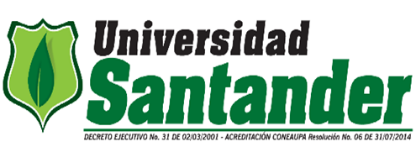 Universidad
Santander
DECRETO EJECUTIVO No. 31 DE 02/03/2001 - ACREDITACIÓN CONEAUPA Resolución No. 06 DE 31/07/2014